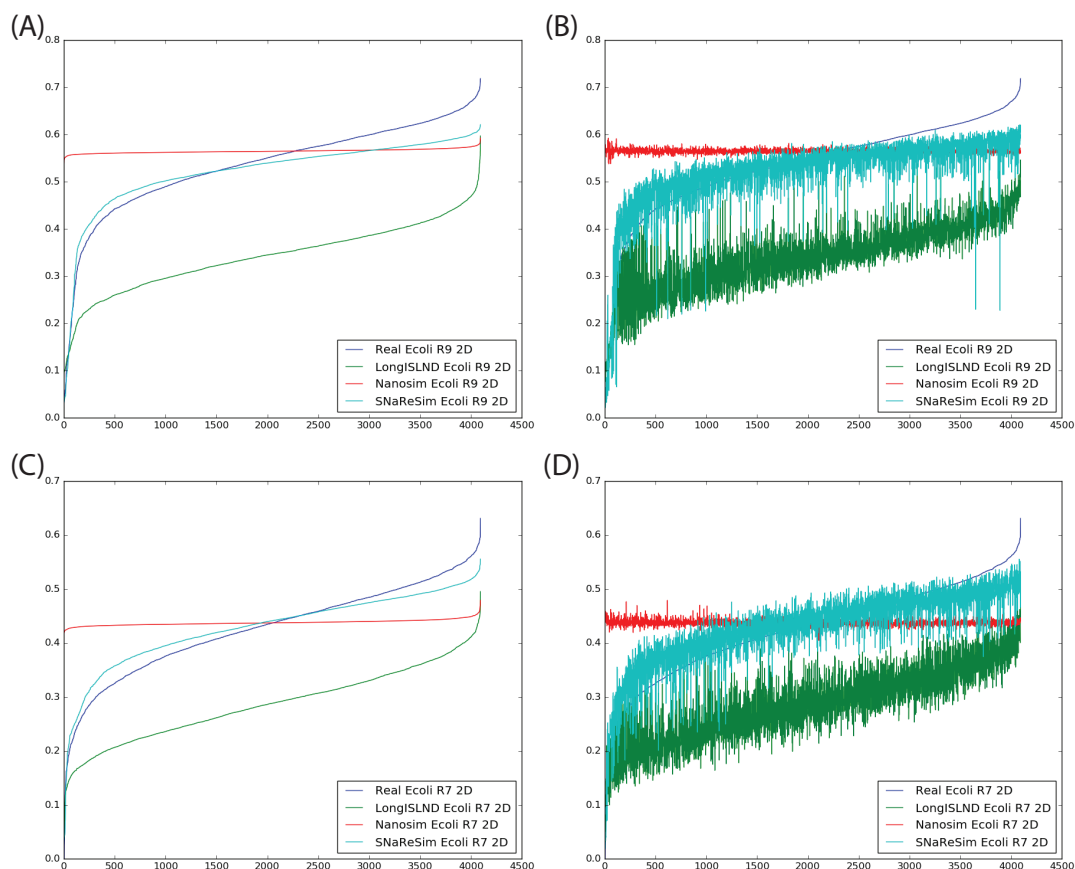 (A)
0.8
0.7
0.6
0.5
0.4
0.3
0.2
0.1
0.0
0 500 1000 1500 2000 2500 3000 3500 4000 4500
Real Ecoli R9 2D
LongISLND Ecoli R9 2D
Nanosim Ecoli R9 2D
SNaReSim Ecoli R9 2D
(B)
0.8
0.7
0.6
0.5
0.4
0.3
0.2
0.1
0.0
0 500 1000 1500 2000 2500 3000 3500 4000 4500
Real Ecoli R9 2D
LongISLND Ecoli R9 2D
Nanosim Ecoli R9 2D
SNaReSim Ecoli R9 2D
(C)
0.7
0.6
0.5
0.4
0.3
0.2
0.1
0.0
0 500 1000 1500 2000 2500 3000 3500 4000 4500
Real Ecoli R7 2D
LongISLND Ecoli R7 2D
Nanosim Ecoli R7 2D
SNaReSim Ecoli R7 2D
(D)
0.7
0.6
0.5
0.4
0.3
0.2
0.1
0.0
0 500 1000 1500 2000 2500 3000 3500 4000 4500
Real Ecoli R7 2D
LongISLND Ecoli R7 2D
Nanosim Ecoli R7 2D
SNaReSim Ecoli R7 2D